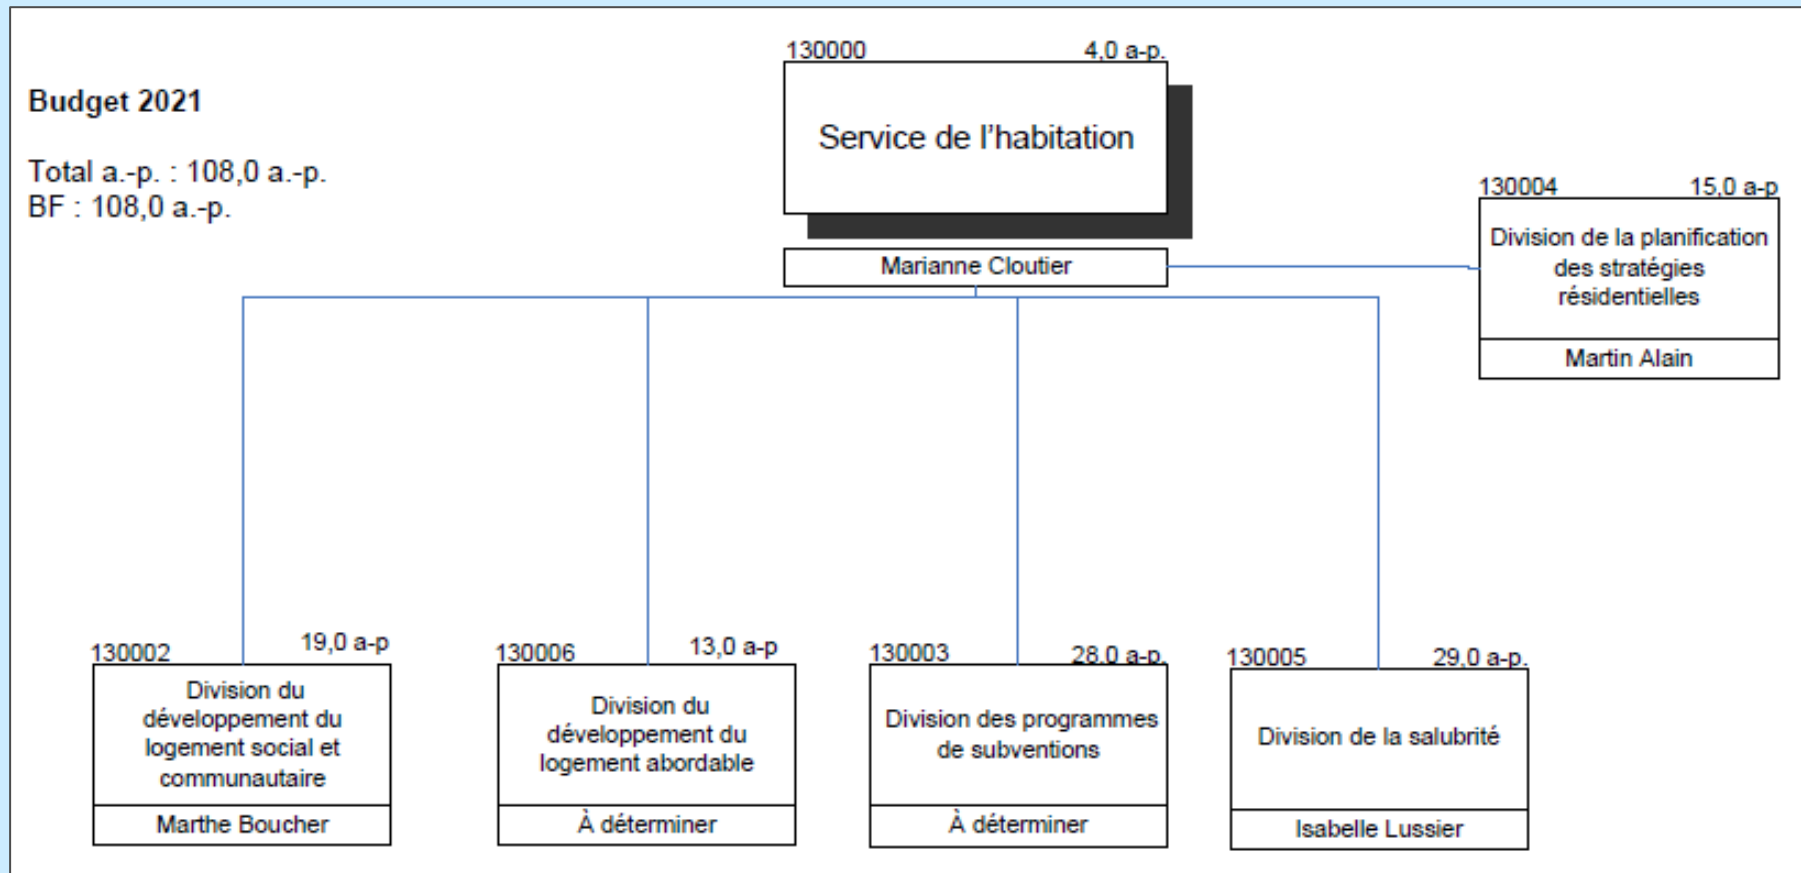 130000 4,0 a-p.
Budget 2021
Service de l'habitation
Total a.-p. : 108,0 a.-p.
BF : 108,0 a.-p.
130004 15,0 a-p
Division de la planification
des stratégies
résidentielles
Marianne Cloutier
Martin Alain
130002 19,0 a-p
Division du
développement du
logement social et
communautaire
Marthe Boucher
130006 13,0 a-p
Division du
développement du
logement abordable
À déterminer
130003 28,0 a-p.
Division des programmes
de subventions
À déterminer
130005 29,0 a-p.
Division de la salubrité
Isabelle Lussier